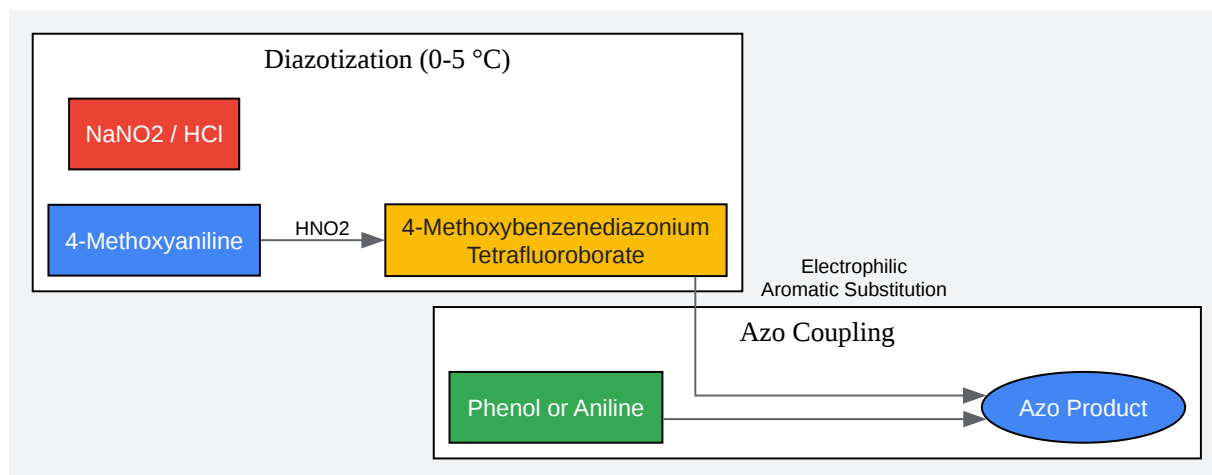 Diazotization (0-5 °C)
NaNO2 / HCl
4-Methoxyaniline
HNO2
4-Methoxybenzenediazonium
Tetrafluoroborate
Electrophilic
Aromatic Substitution
Azo Coupling
Phenol or Aniline
Azo Product